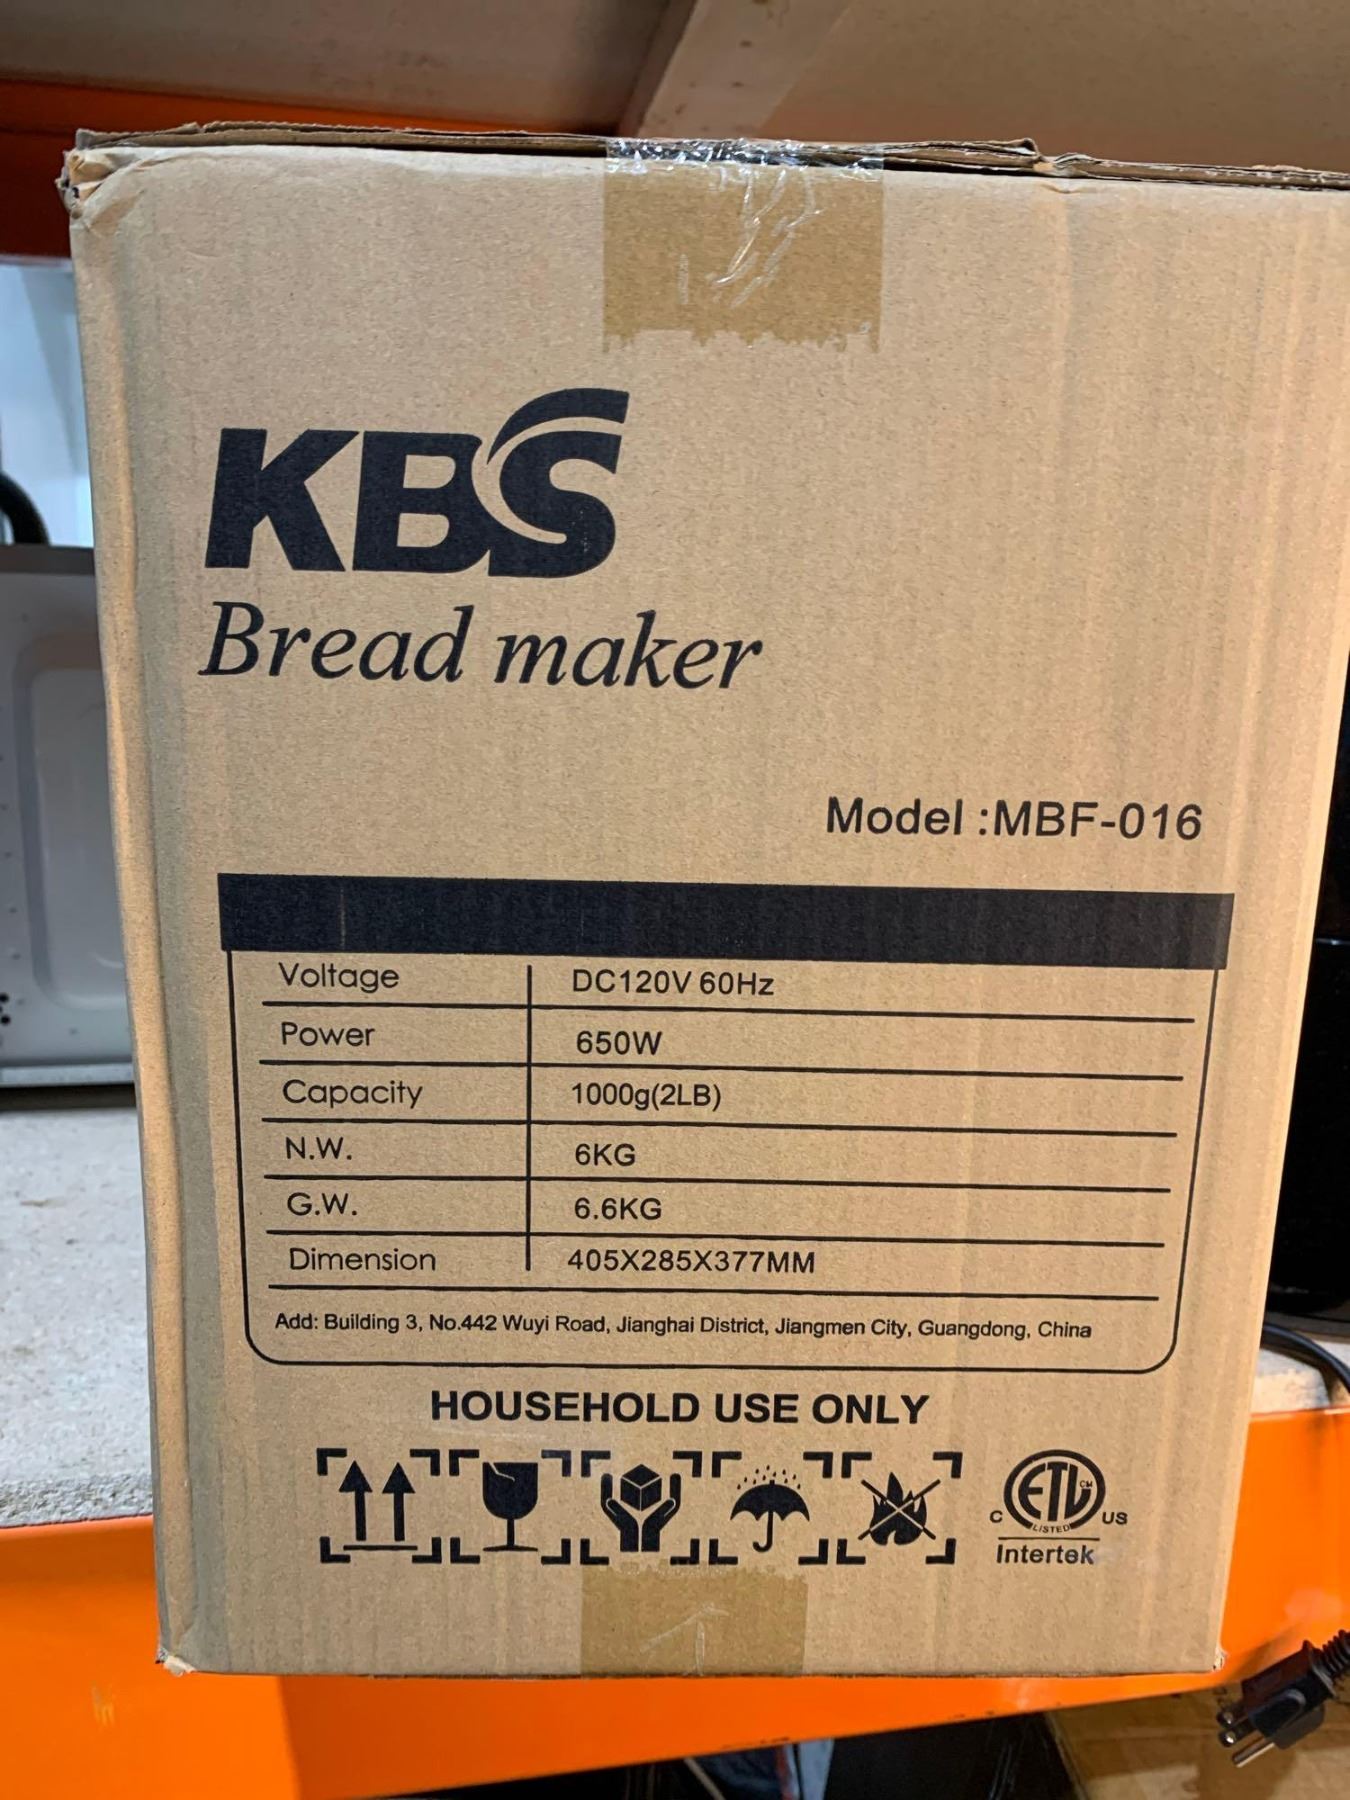 KBS
Bread maker
Model :MBF-016
Voltage DC120V 60Hz
Power 650W
Capacity 1000g(2LB)
N.W. 6KG
G.W. 6.6KG
Dimension 405X285X377MM
Add: Building 3, No.442 Wuyi Road, Jianghai District, Jiangmen City, Guangdong, China
HOUSEHOLD USE ONLY
ETL CM
C LISTED US
Intertek